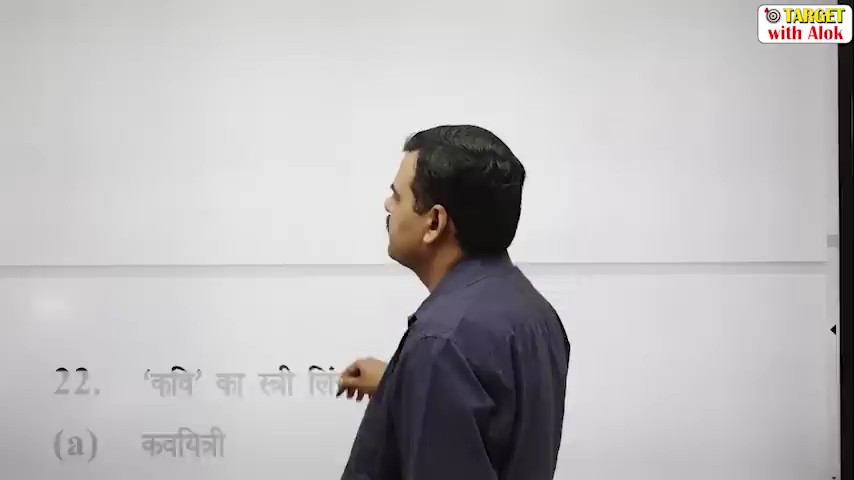 TARGET
with Alok
22. 'कवि' का स्त्री
(a) कवयित्री